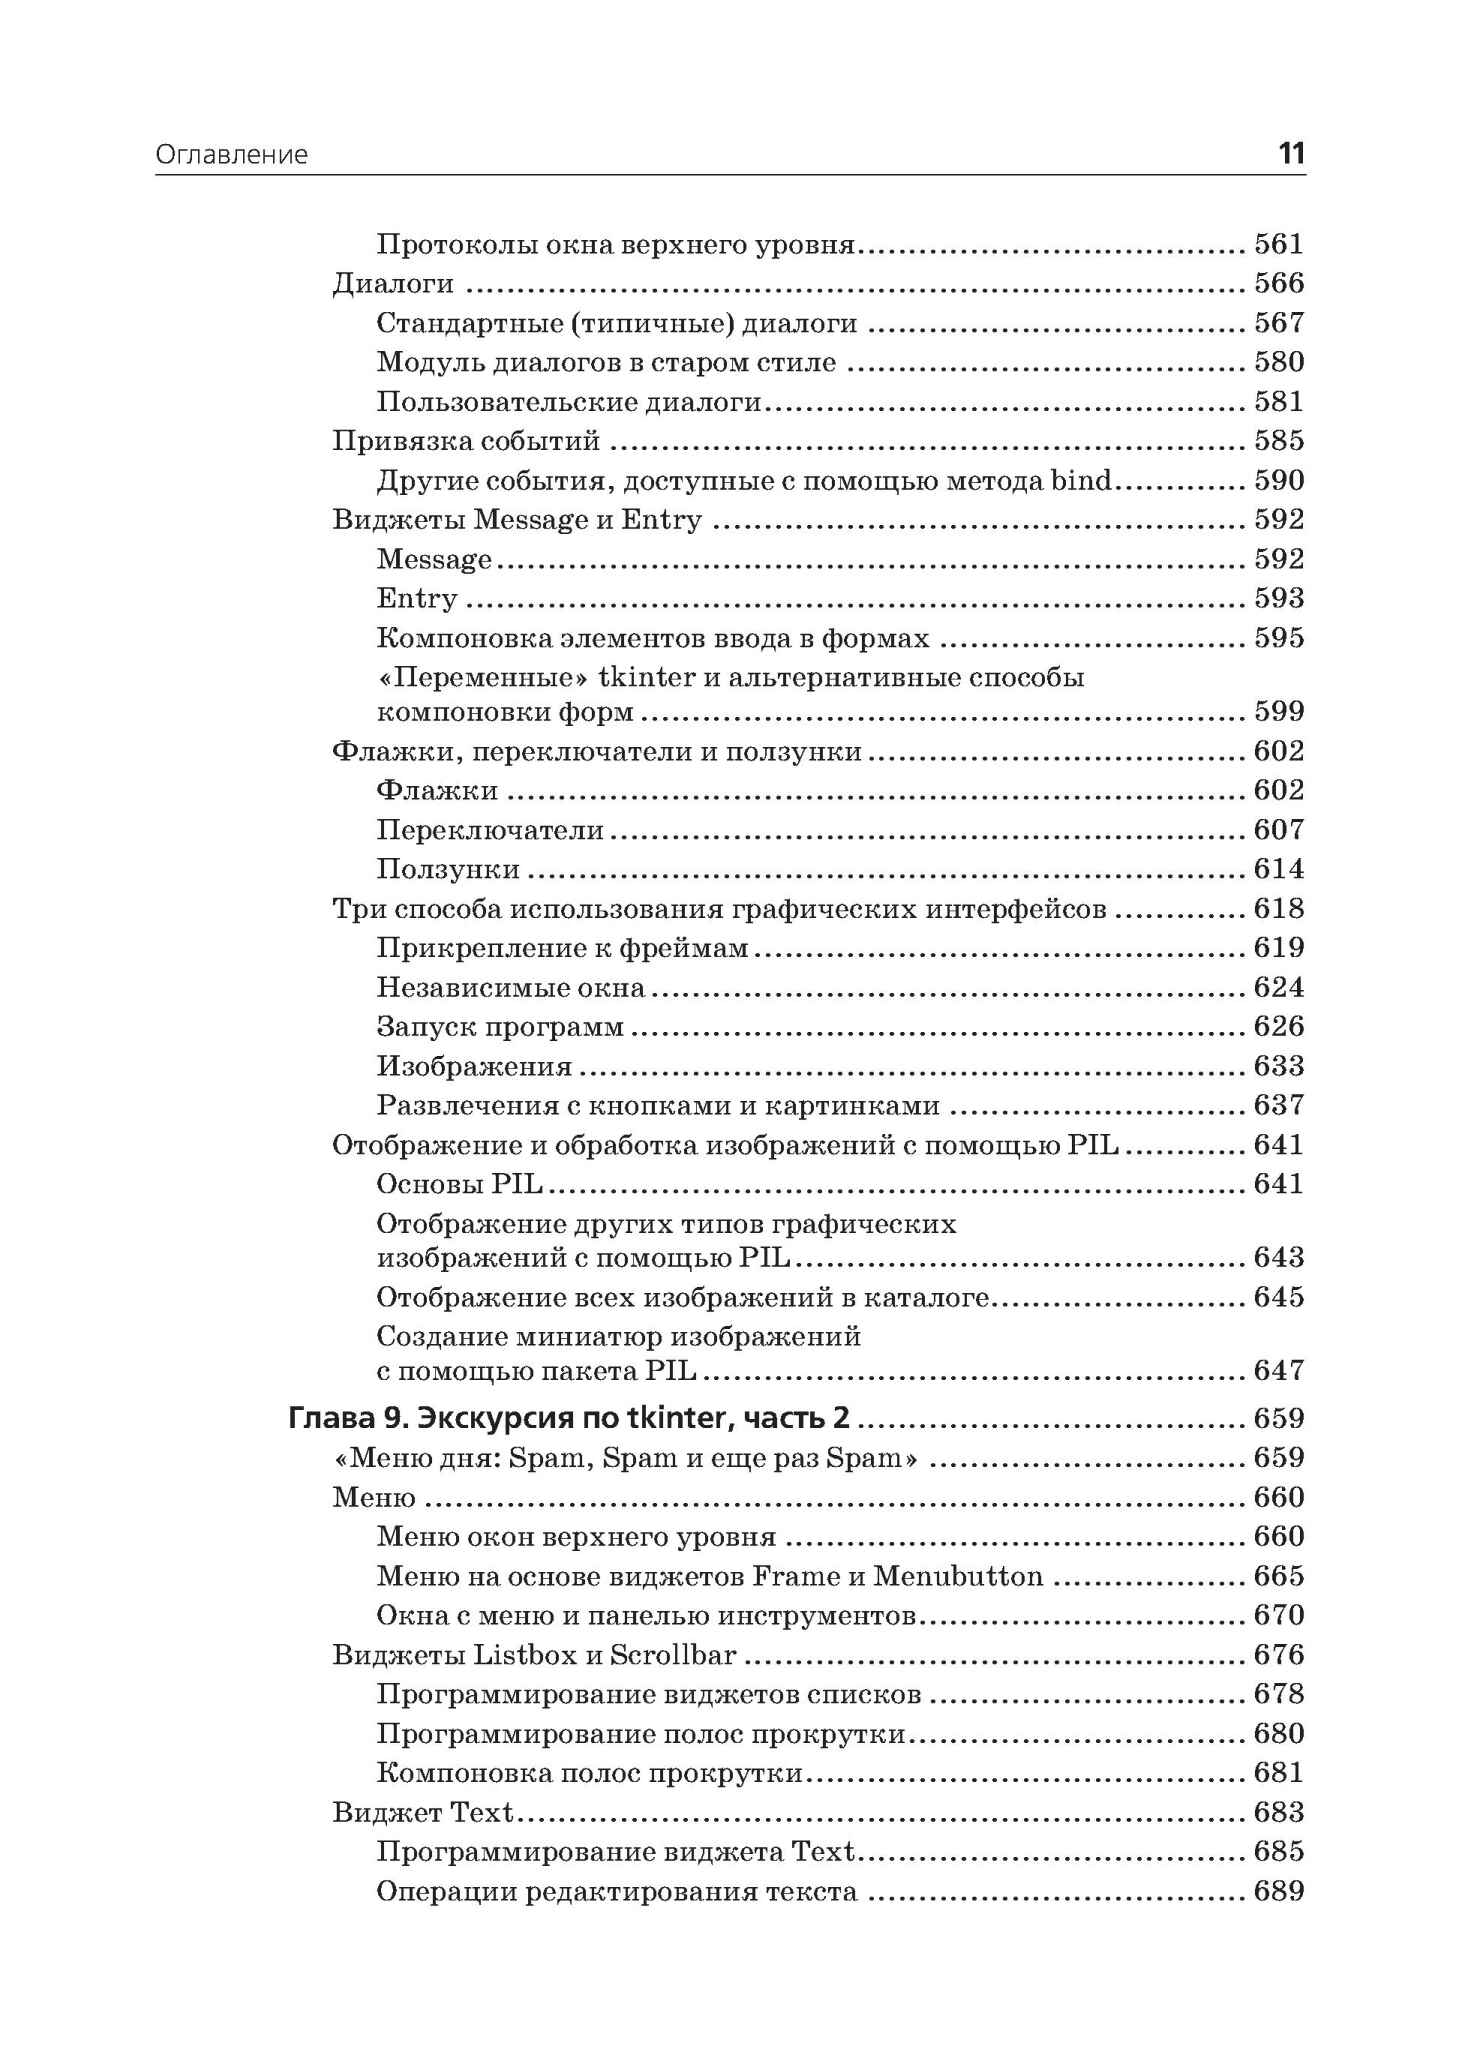 Оглавление 11
Протоколы окна верхнего уровня 561
Диалоги 566
Стандартные (типичные) диалоги 567
Модуль диалогов в старом стиле 580
Пользовательские диалоги 581
Привязка событий 585
Другие события, доступные с помощью метода bind 590
Виджеты Message и Entry 592
Message 592
Entry 593
Компоновка элементов ввода в формах 595
«Переменные» tkinter и альтернативные способы
компоновки форм 599
Флажки, переключатели и ползунки 602
Флажки 602
Переключатели 607
Ползунки 614
Три способа использования графических интерфейсов 618
Прикрепление к фреймам 619
Независимые окна 624
Запуск программ 626
Изображения 633
Развлечения с кнопками и картинками 637
Отображение и обработка изображений с помощью PIL 641
Основы PIL 641
Отображение других типов графических
изображений с помощью PIL 643
Отображение всех изображений в каталоге 645
Создание миниатюр изображений
с помощью пакета PIL 647
Глава 9. Экскурсия по tkinter, часть 2 659
«Меню дня: Spam, Spam и еще раз Spam» 659
Меню 660
Меню окон верхнего уровня 660
Меню на основе виджетов Frame и Menubutton 665
Окна с меню и панелью инструментов 670
Виджеты Listbox и Scrollbar 676
Программирование виджетов списков 678
Программирование полос прокрутки 680
Компоновка полос прокрутки 681
Виджет Text 683
Программирование виджета Text 685
Операции редактирования текста 689